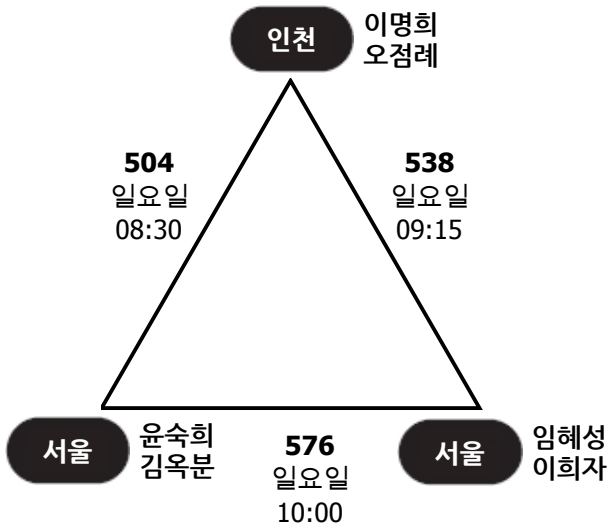 인천
이명희
오점례
504
일요일
08:30
538
일요일
09:15
서울
윤숙희
김옥분
576
일요일
10:00
서울
임혜성
이희자